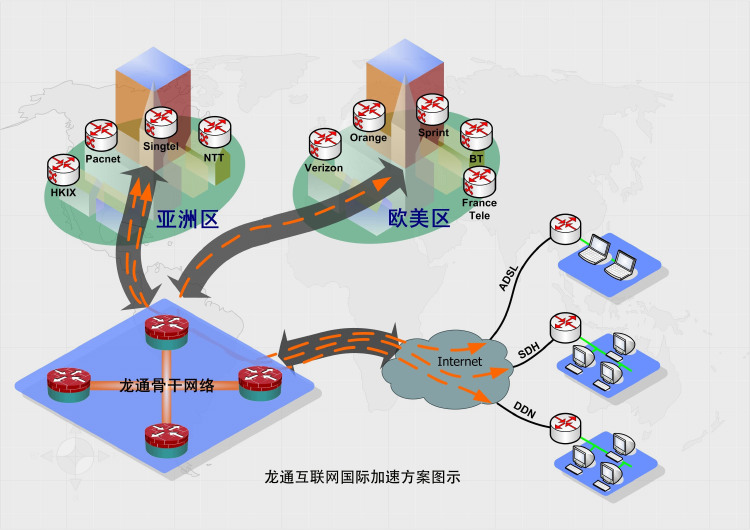 Singtel
Pacnet
NTT
HKIX
亚洲区
Orange
Sprint
Verizon
BT
France
Tele
欧美区
ADSL
SDH
DDN
Internet
龙通骨干网络
龙通互联网国际加速方案图示